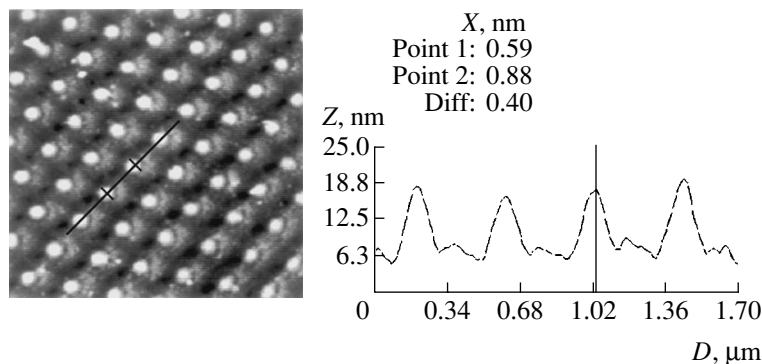 X, nm
Point 1: 0.59
Point 2: 0.88
Diff: 0.40
Z, nm
25.0
18.8
12.5
6.3
0 0.34 0.68 1.02 1.36 1.70
D, μm